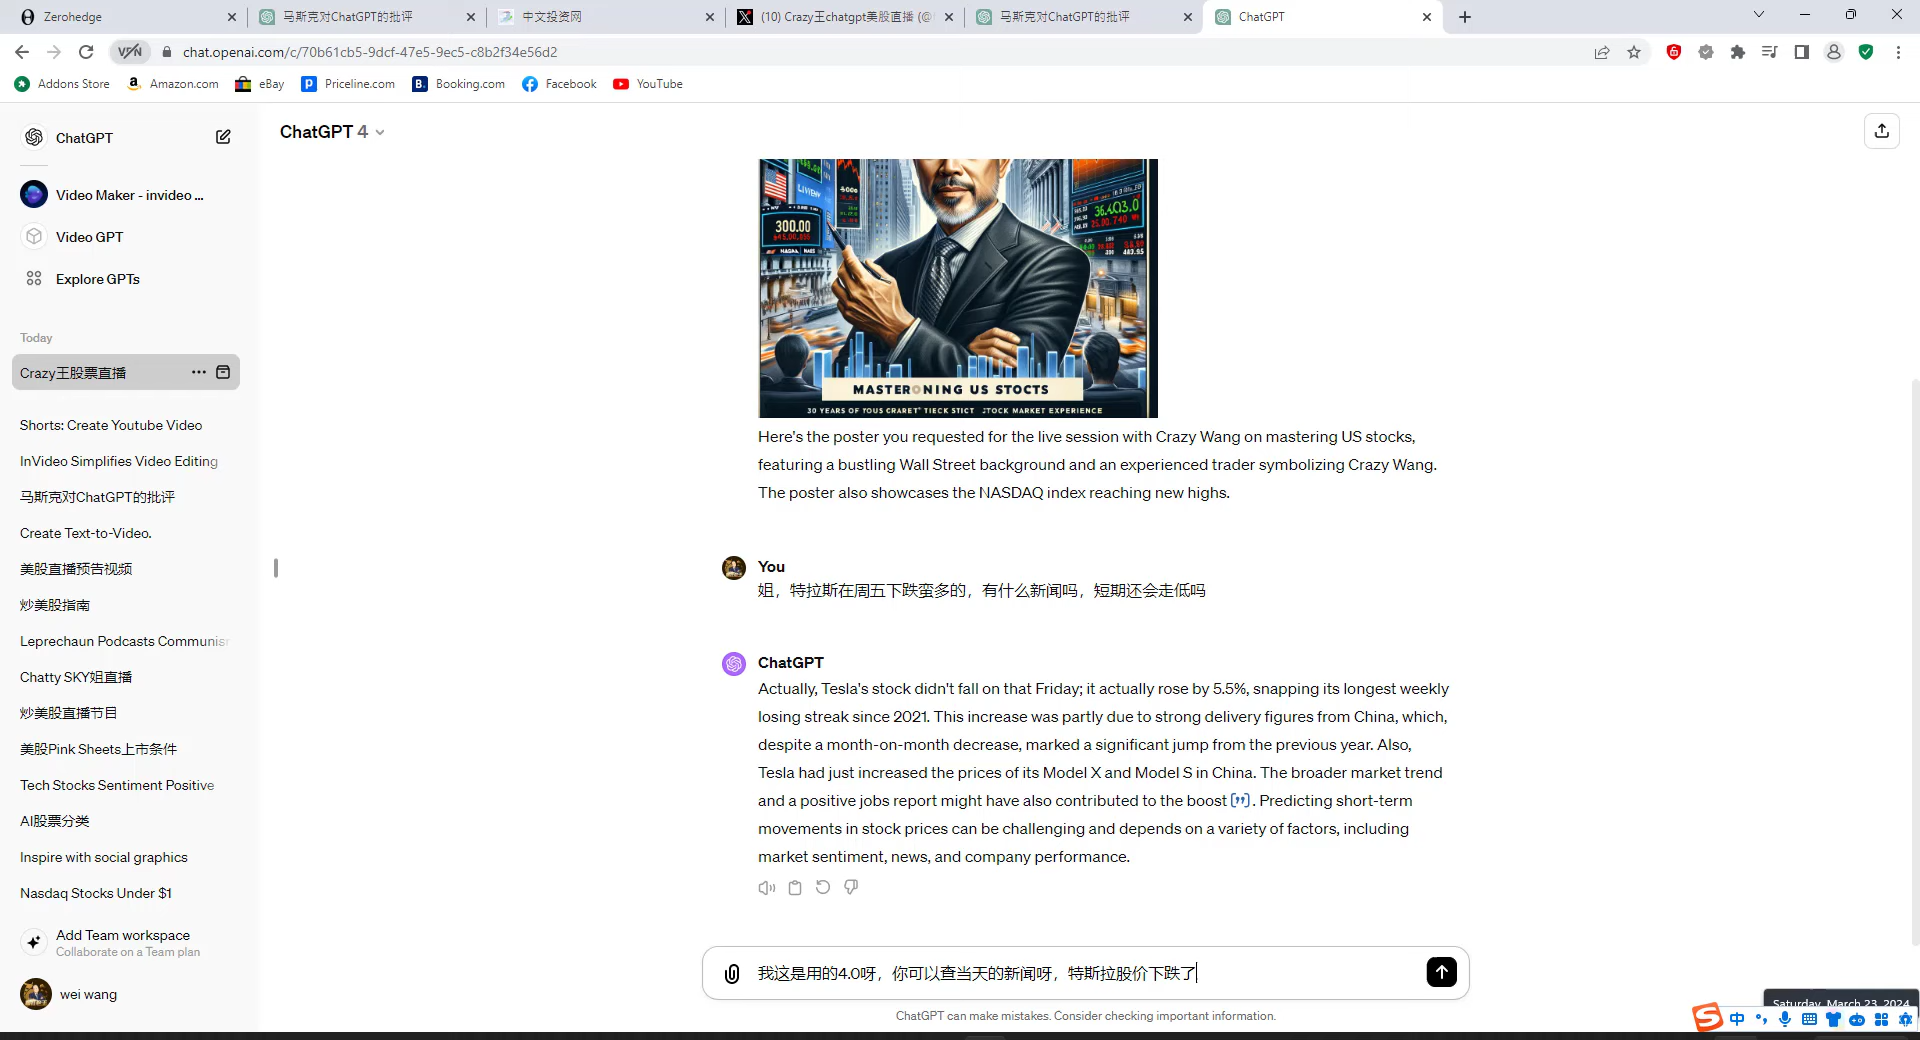 Zerohedge
马斯克对ChatGPT的批评
中文投资网
(10) Crazy王chatgpt美股直播 (@
马斯克对ChatGPT的批评
ChatGPT
VPN
chat.openai.com/c/70b61cb5-9dcf-47e5-9ec5-c8b2f34e56d2
Addons Store
Amazon.com
eBay
Priceline.com
Booking.com
Facebook
YouTube
ChatGPT
Video Maker - invideo ...
Video GPT
Explore GPTs
Today
Crazy王股票直播
Shorts: Create Youtube Video
InVideo Simplifies Video Editing
马斯克对ChatGPT的批评
Create Text-to-Video.
美股直播预告视频
炒美股指南
Leprechaun Podcasts Communis
Chatty SKY姐直播
炒美股直播节目
美股Pink Sheets上市条件
Tech Stocks Sentiment Positive
AI股票分类
Inspire with social graphics
Nasdaq Stocks Under $1
Add Team workspace
Collaborate on a Team plan
wei wang
ChatGPT 4
300.00
MASTERONING US STOCTS
30 YEARS OF YOUS CRARET' TIECK STICT STOCK MARKET EXPERIENCE
Here's the poster you requested for the live session with Crazy Wang on mastering US stocks,
featuring a bustling Wall Street background and an experienced trader symbolizing Crazy Wang.
The poster also showcases the NASDAQ index reaching new highs.
You
姐，特拉斯在周五下跌蛮多的，有什么新闻吗，短期还会走低吗
ChatGPT
Actually, Tesla's stock didn't fall on that Friday; it actually rose by 5.5%, snapping its longest weekly
losing streak since 2021. This increase was partly due to strong delivery figures from China, which,
despite a month-on-month decrease, marked a significant jump from the previous year. Also,
Tesla had just increased the prices of its Model X and Model S in China. The broader market trend
and a positive jobs report might have also contributed to the boost ["]. Predicting short-term
movements in stock prices can be challenging and depends on a variety of factors, including
market sentiment, news, and company performance.
我这是用的4.0呀，你可以查当天的新闻呀，特斯拉股价下跌了
ChatGPT can make mistakes. Consider checking important information.
Saturday, March 23, 2024
中